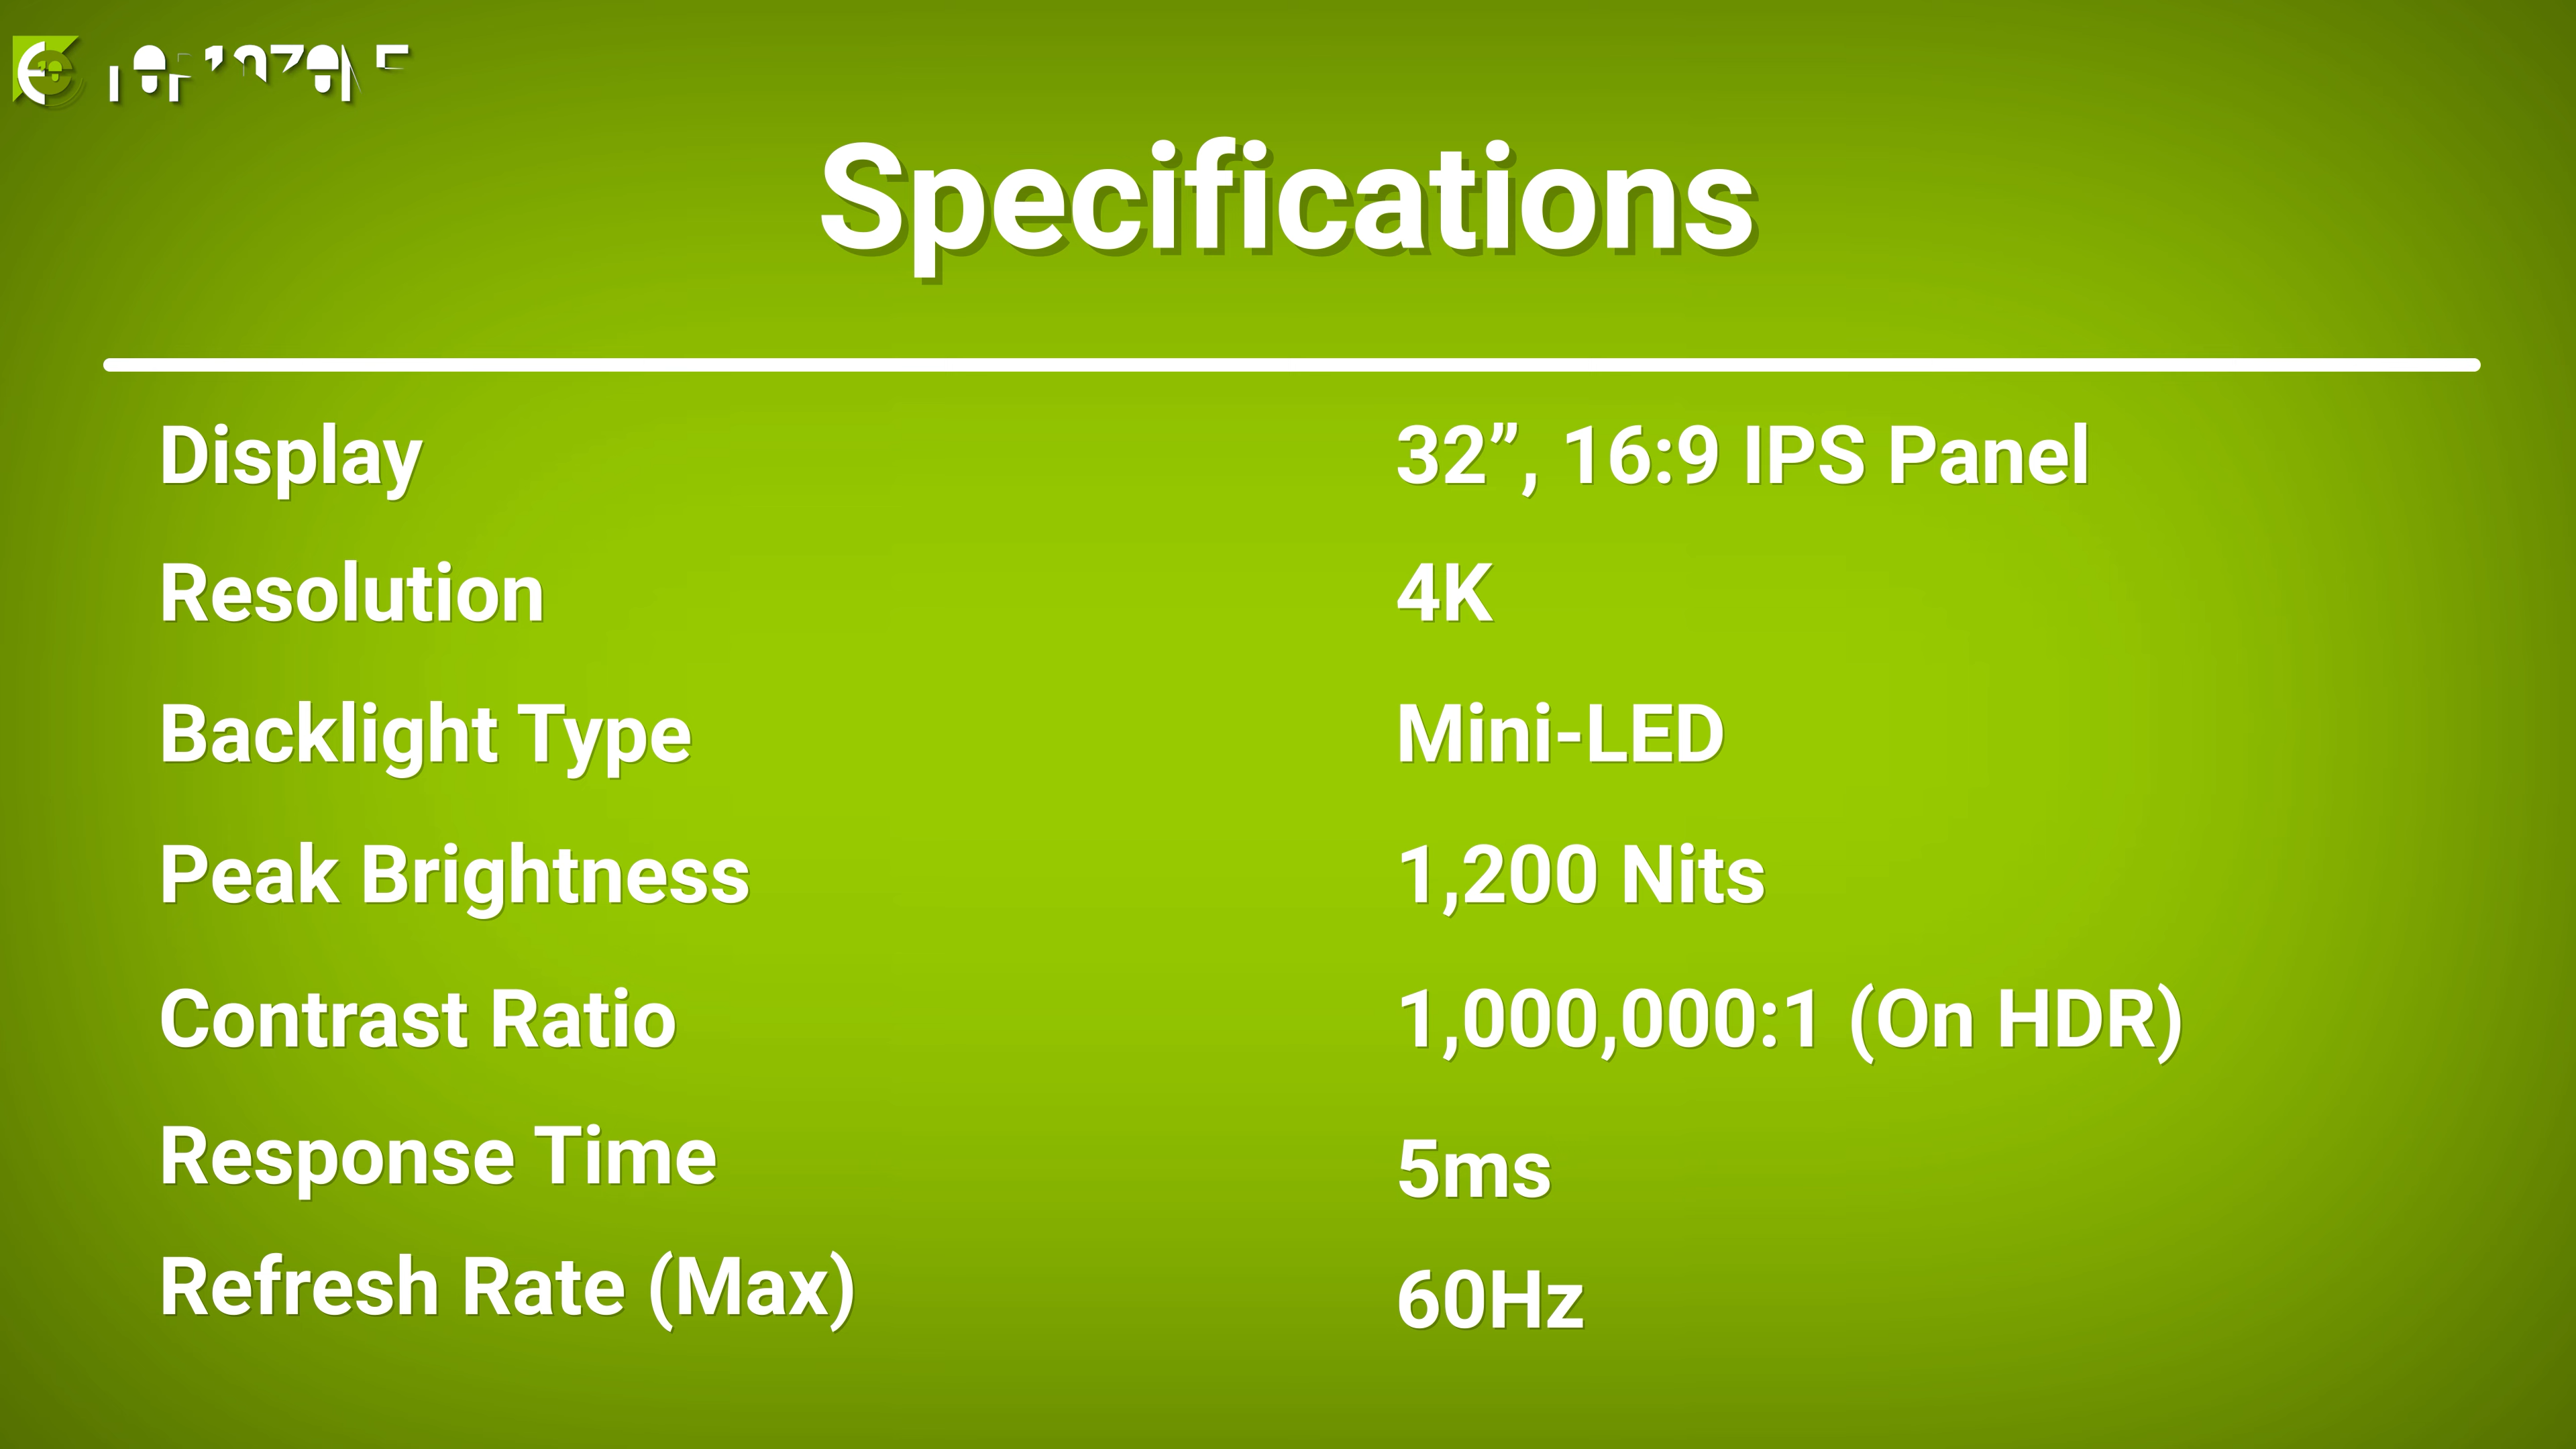 Specifications
Display 32”, 16:9 IPS Panel
Resolution 4K
Backlight Type Mini-LED
Peak Brightness 1,200 Nits
Contrast Ratio 1,000,000:1 (On HDR)
Response Time 5ms
Refresh Rate (Max) 60Hz